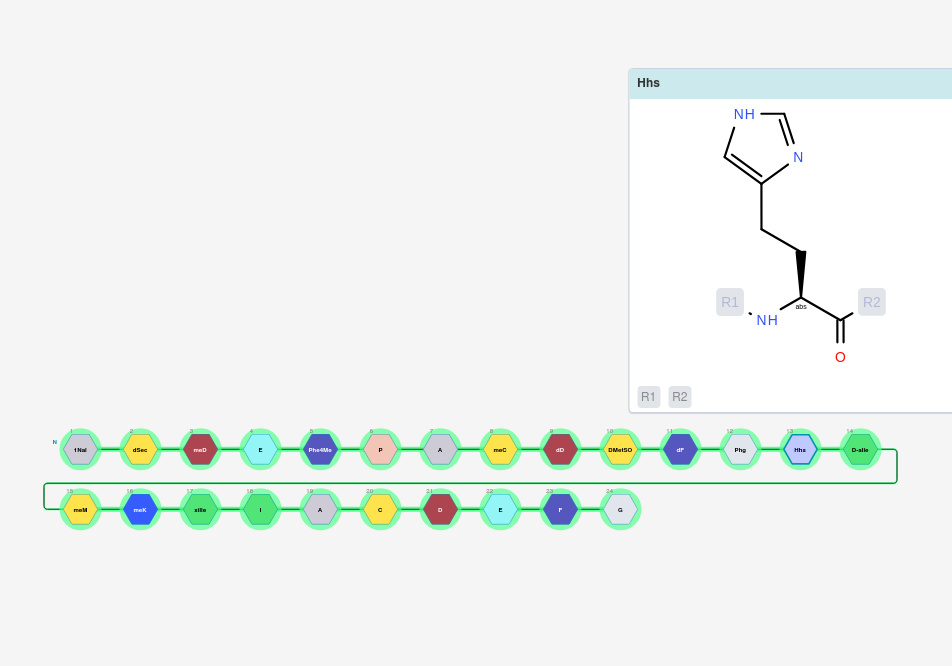 Hhs
NH
N
R1
NH
abs
R2
O
R1 R2
N 1 2 3 4 5 6 7 8 9 10 11 12 13 14
1Nal dSec meD E Phe4Me P A meC dD DMetSO dF Phg Hhs D-aIle
15 16 17 18 19 20 21 22 23 24
meM meK xiIle I A C D E F G